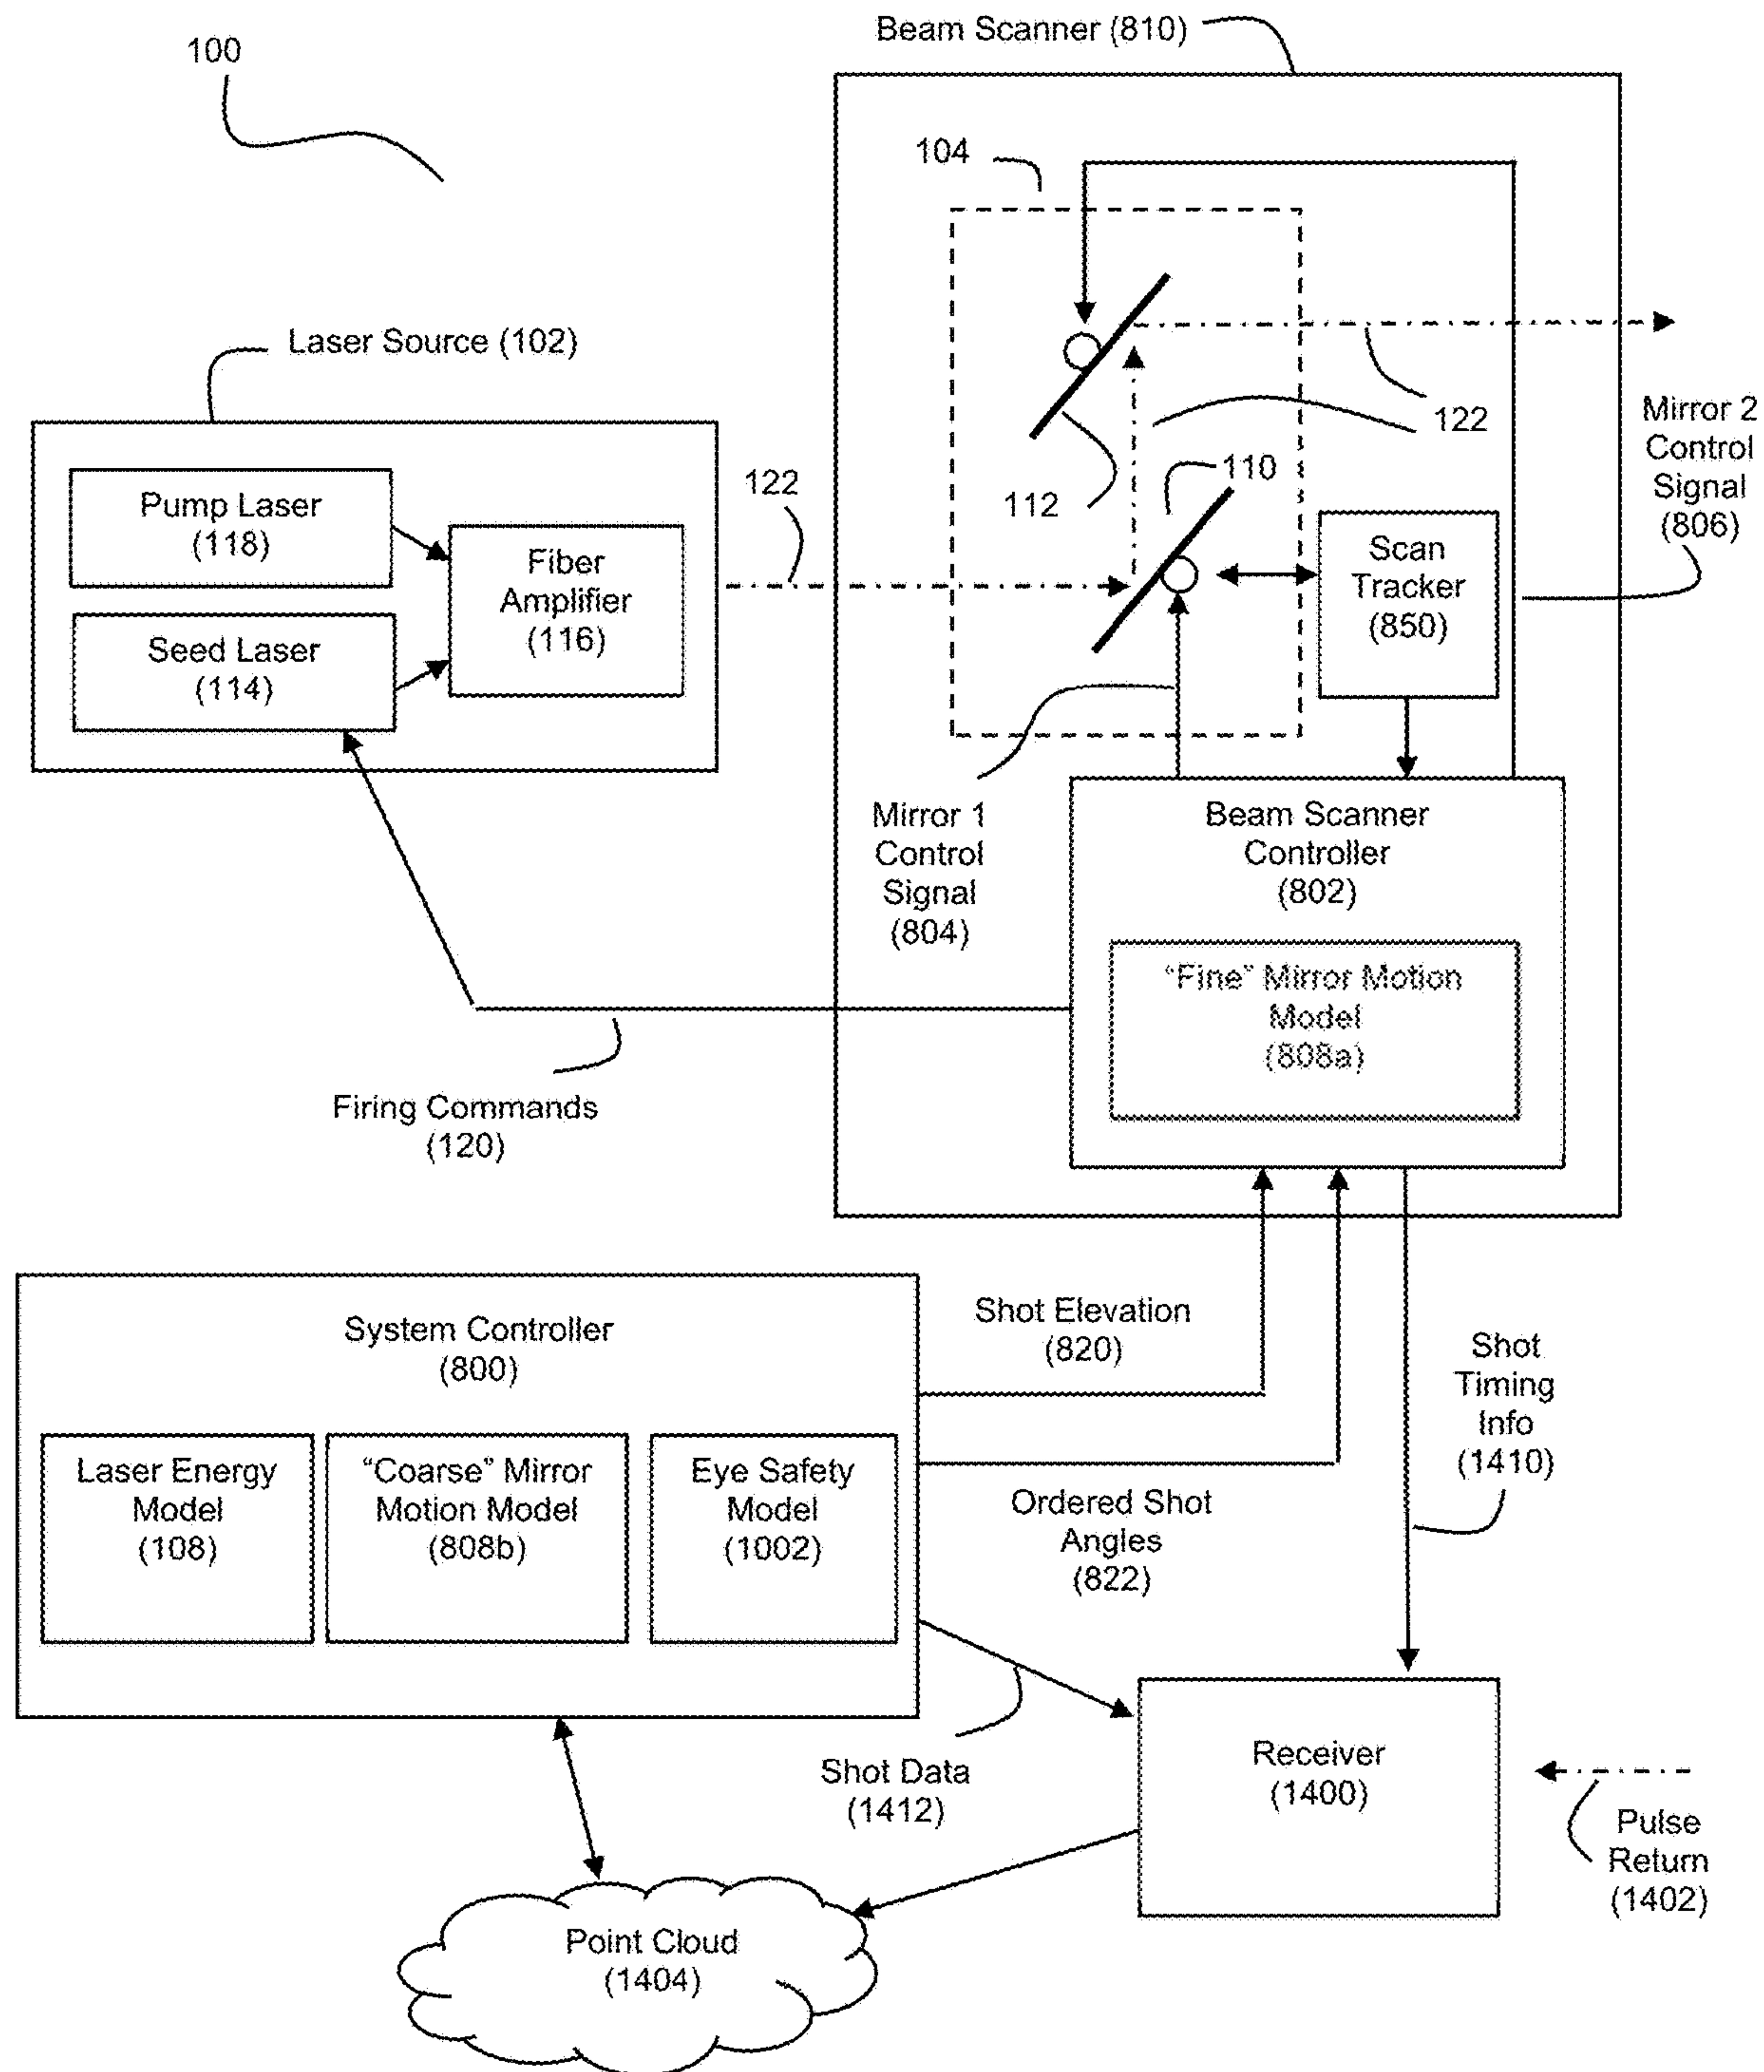 Beam Scanner (810)
100
104
Laser Source (102)
Pump Laser
(118)
Seed Laser
(114)
Fiber
Amplifier
(116)
122
112
110
122
Scan
Tracker
(850)
Mirror 2
Control
Signal
(806)
Mirror 1
Control
Signal
(804)
Beam Scanner
Controller
(802)
"Fine" Mirror Motion
Model
(808a)
Firing Commands
(120)
System Controller
(800)
Laser Energy
Model
(108)
"Coarse" Mirror
Motion Model
(808b)
Eye Safety
Model
(1002)
Shot Elevation
(820)
Ordered Shot
Angles
(822)
Shot
Timing
Info
(1410)
Shot Data
(1412)
Receiver
(1400)
Pulse
Return
(1402)
Point Cloud
(1404)